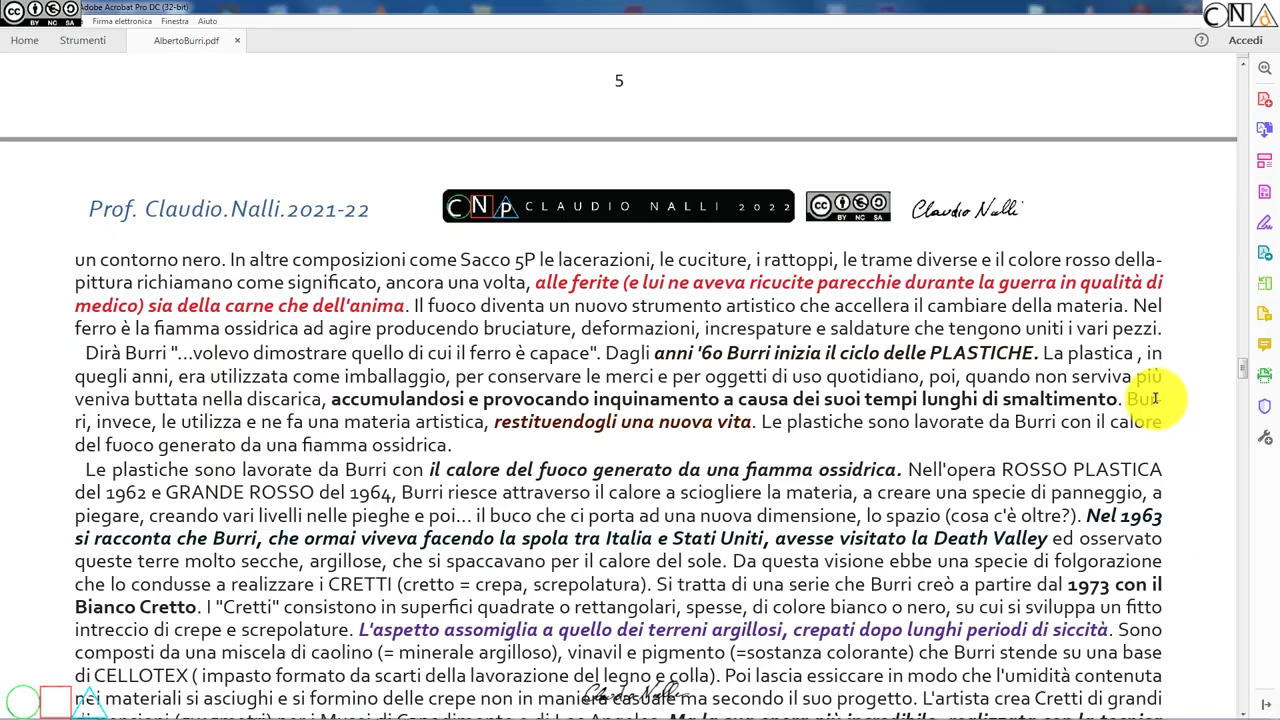 Adobe Acrobat Pro DC (32-bit)
Firma elettronica Finestra Aiuto
BY NC SA
CNA
Home Strumenti AlbertoBurri.pdf × Accedi
5
Prof. Claudio.Nalli.2021-22
CNP CLAUDIO NALLI 2022
BY NC SA
Claudio Nalli
un contorno nero. In altre composizioni come Sacco 5P le lacerazioni, le cuciture, i rattoppi, le trame diverse e il colore rosso della-
pittura richiamano come significato, ancora una volta, alle ferite (e lui ne aveva ricucite parecchie durante la guerra in qualità di
medico) sia della carne che dell'anima. Il fuoco diventa un nuovo strumento artistico che accellera il cambiare della materia. Nel
ferro è la fiamma ossidrica ad agire producendo bruciature, deformazioni, increspature e saldature che tengono uniti i vari pezzi.
Dirà Burri "...volevo dimostrare quello di cui il ferro è capace". Dagli anni '60 Burri inizia il ciclo delle PLASTICHE. La plastica , in
quegli anni, era utilizzata come imballaggio, per conservare le merci e per oggetti di uso quotidiano, poi, quando non serviva più
veniva buttata nella discarica, accumulandosi e provocando inquinamento a causa dei suoi tempi lunghi di smaltimento. Bur-
ri, invece, le utilizza e ne fa una materia artistica, restituendogli una nuova vita. Le plastiche sono lavorate da Burri con il calore
del fuoco generato da una fiamma ossidrica.
Le plastiche sono lavorate da Burri con il calore del fuoco generato da una fiamma ossidrica. Nell'opera ROSSO PLASTICA
del 1962 e GRANDE ROSSO del 1964, Burri riesce attraverso il calore a sciogliere la materia, a creare una specie di panneggio, a
piegare, creando vari livelli nelle pieghe e poi... il buco che ci porta ad una nuova dimensione, lo spazio (cosa c'è oltre?). Nel 1963
si racconta che Burri, che ormai viveva facendo la spola tra Italia e Stati Uniti, avesse visitato la Death Valley ed osservato
queste terre molto secche, argillose, che si spaccavano per il calore del sole. Da questa visione ebbe una specie di folgorazione
che lo condusse a realizzare i CRETTI (cretto = crepa, screpolatura). Si tratta di una serie che Burri creò a partire dal 1973 con il
Bianco Cretto. I "Cretti" consistono in superfici quadrate o rettangolari, spesse, di colore bianco o nero, su cui si sviluppa un fitto
intreccio di crepe e screpolature. L'aspetto assomiglia a quello dei terreni argillosi, crepati dopo lunghi periodi di siccità. Sono
composti da una miscela di caolino (= minerale argilloso), vinavil e pigmento (=sostanza colorante) che Burri stende su una base
di CELLOTEX ( impasto formato da scarti della lavorazione del legno e colla). Poi lascia essiccare in modo che l'umidità contenuta
nei materiali si asciughi e si formino delle crepe non in maniera casuale ma secondo il suo progetto. L'artista crea Cretti di grandi
Claudio Nalli